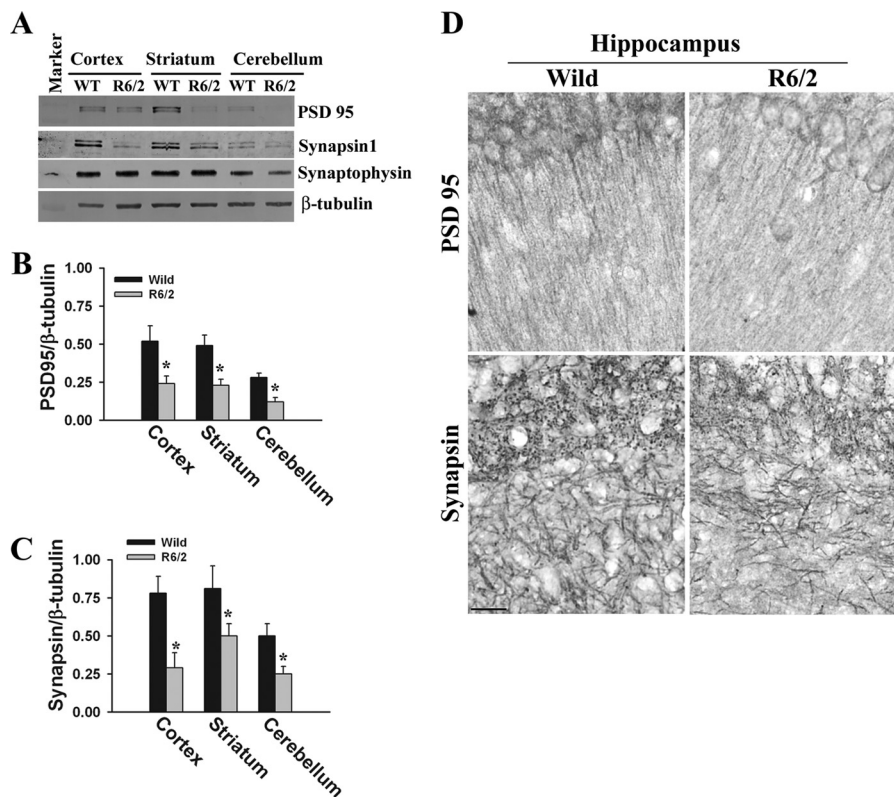 A
Marker
Cortex Striatum Cerebellum
WT R6/2 WT R6/2 WT R6/2
PSD 95
Synapsin1
Synaptophysin
β-tubulin
B
PSD95/β-tubulin
1.00
0.75
0.50
0.25
0.00
Wild
R6/2
*
*
*
Cortex
Striatum
Cerebellum
C
Synapsin/β-tubulin
1.00
0.75
0.50
0.25
0.00
Wild
R6/2
*
*
*
Cortex
Striatum
Cerebellum
D
Hippocampus
Wild R6/2
PSD 95
Synapsin